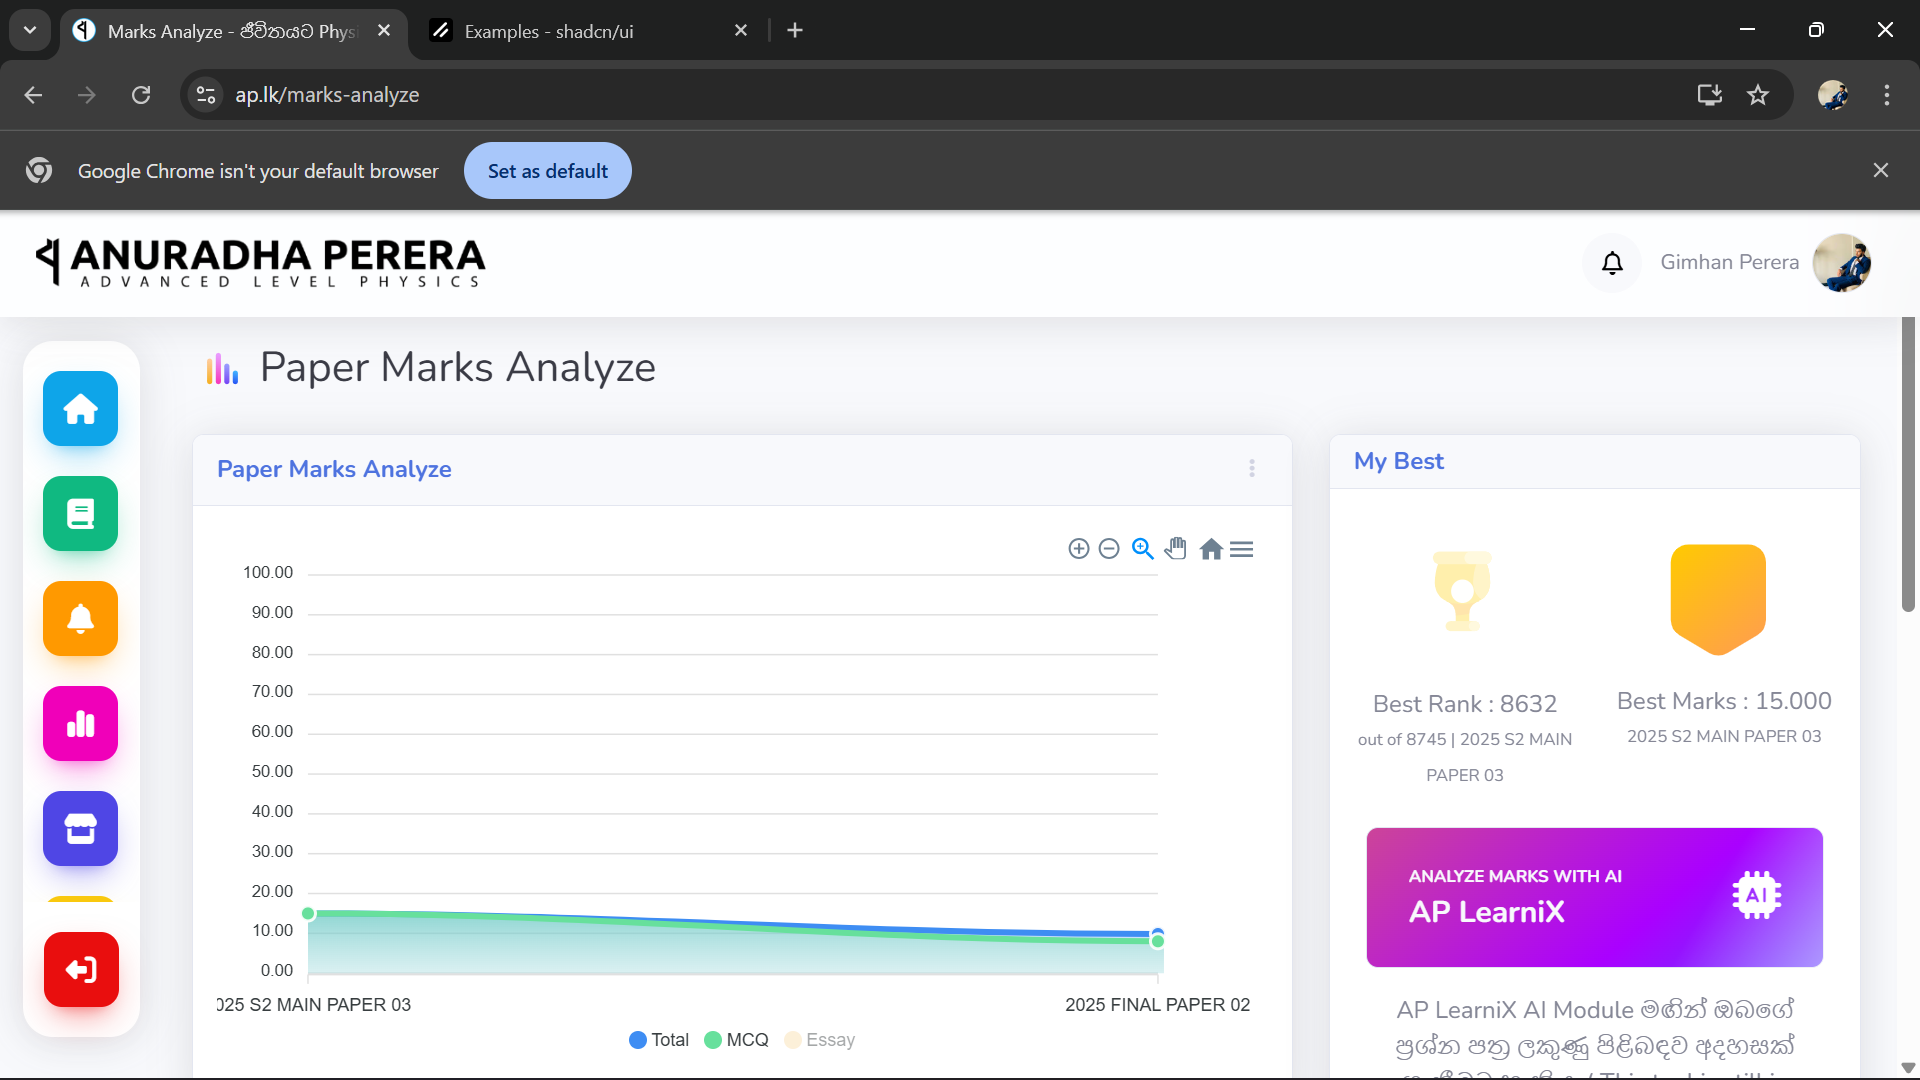 Marks Analyze - ජීවිතයට Physi
Examples - shadcn/ui
ap.lk/marks-analyze
Google Chrome isn't your default browser
Set as default
ANURADHA PERERA
ADVANCED LEVEL PHYSICS
Gimhan Perera
Paper Marks Analyze
Paper Marks Analyze
100.00
90.00
80.00
70.00
60.00
50.00
40.00
30.00
20.00
10.00
0.00
025 S2 MAIN PAPER 03
2025 FINAL PAPER 02
Total
MCQ
Essay
My Best
Best Rank : 8632
out of 8745 | 2025 S2 MAIN
PAPER 03
Best Marks : 15.000
2025 S2 MAIN PAPER 03
ANALYZE MARKS WITH AI
AP LearniX
AI
AP LearniX AI Module මඟින් ඔබගේ
ප්‍රශ්න පත්‍ර ලකුණු පිළිබඳව අදහසක්